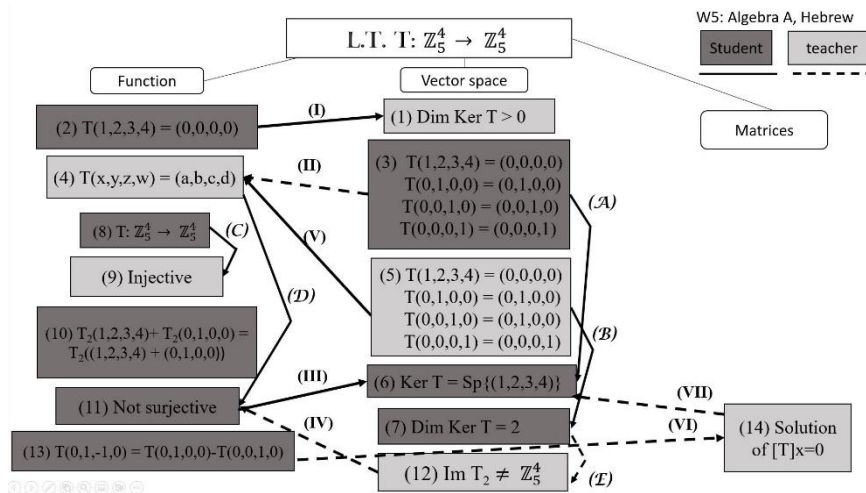 W5: Algebra A, Hebrew
Student
teacher
L.T. T: ℤ₅⁴ → ℤ₅⁴
Function
Vector space
Matrices
(2) T(1,2,3,4) = (0,0,0,0)
(I)
(1) Dim Ker T > 0
(4) T(x,y,z,w) = (a,b,c,d)
(II)
(3) T(1,2,3,4) = (0,0,0,0)
T(0,1,0,0) = (0,1,0,0)
T(0,0,1,0) = (0,0,1,0)
T(0,0,0,1) = (0,0,0,1)
(A)
(8) T: ℤ₅⁴ → ℤ₅⁴
(C)
(V)
(9) Injective
(D)
(5) T(1,2,3,4) = (0,0,0,0)
T(0,1,0,0) = (0,1,0,0)
T(0,0,1,0) = (0,1,0,0)
T(0,0,0,1) = (0,0,0,1)
(B)
(10) T₂(1,2,3,4)+ T₂(0,1,0,0) =
T₂((1,2,3,4) + (0,1,0,0))
(III)
(6) Ker T = Sp{(1,2,3,4)}
(VII)
(11) Not surjective
(IV)
(7) Dim Ker T = 2
(VI)
(14) Solution
of [T]x=0
(13) T(0,1,-1,0) = T(0,1,0,0)-T(0,0,1,0)
(12) Im T₂ ≠ ℤ₅⁴
(E)